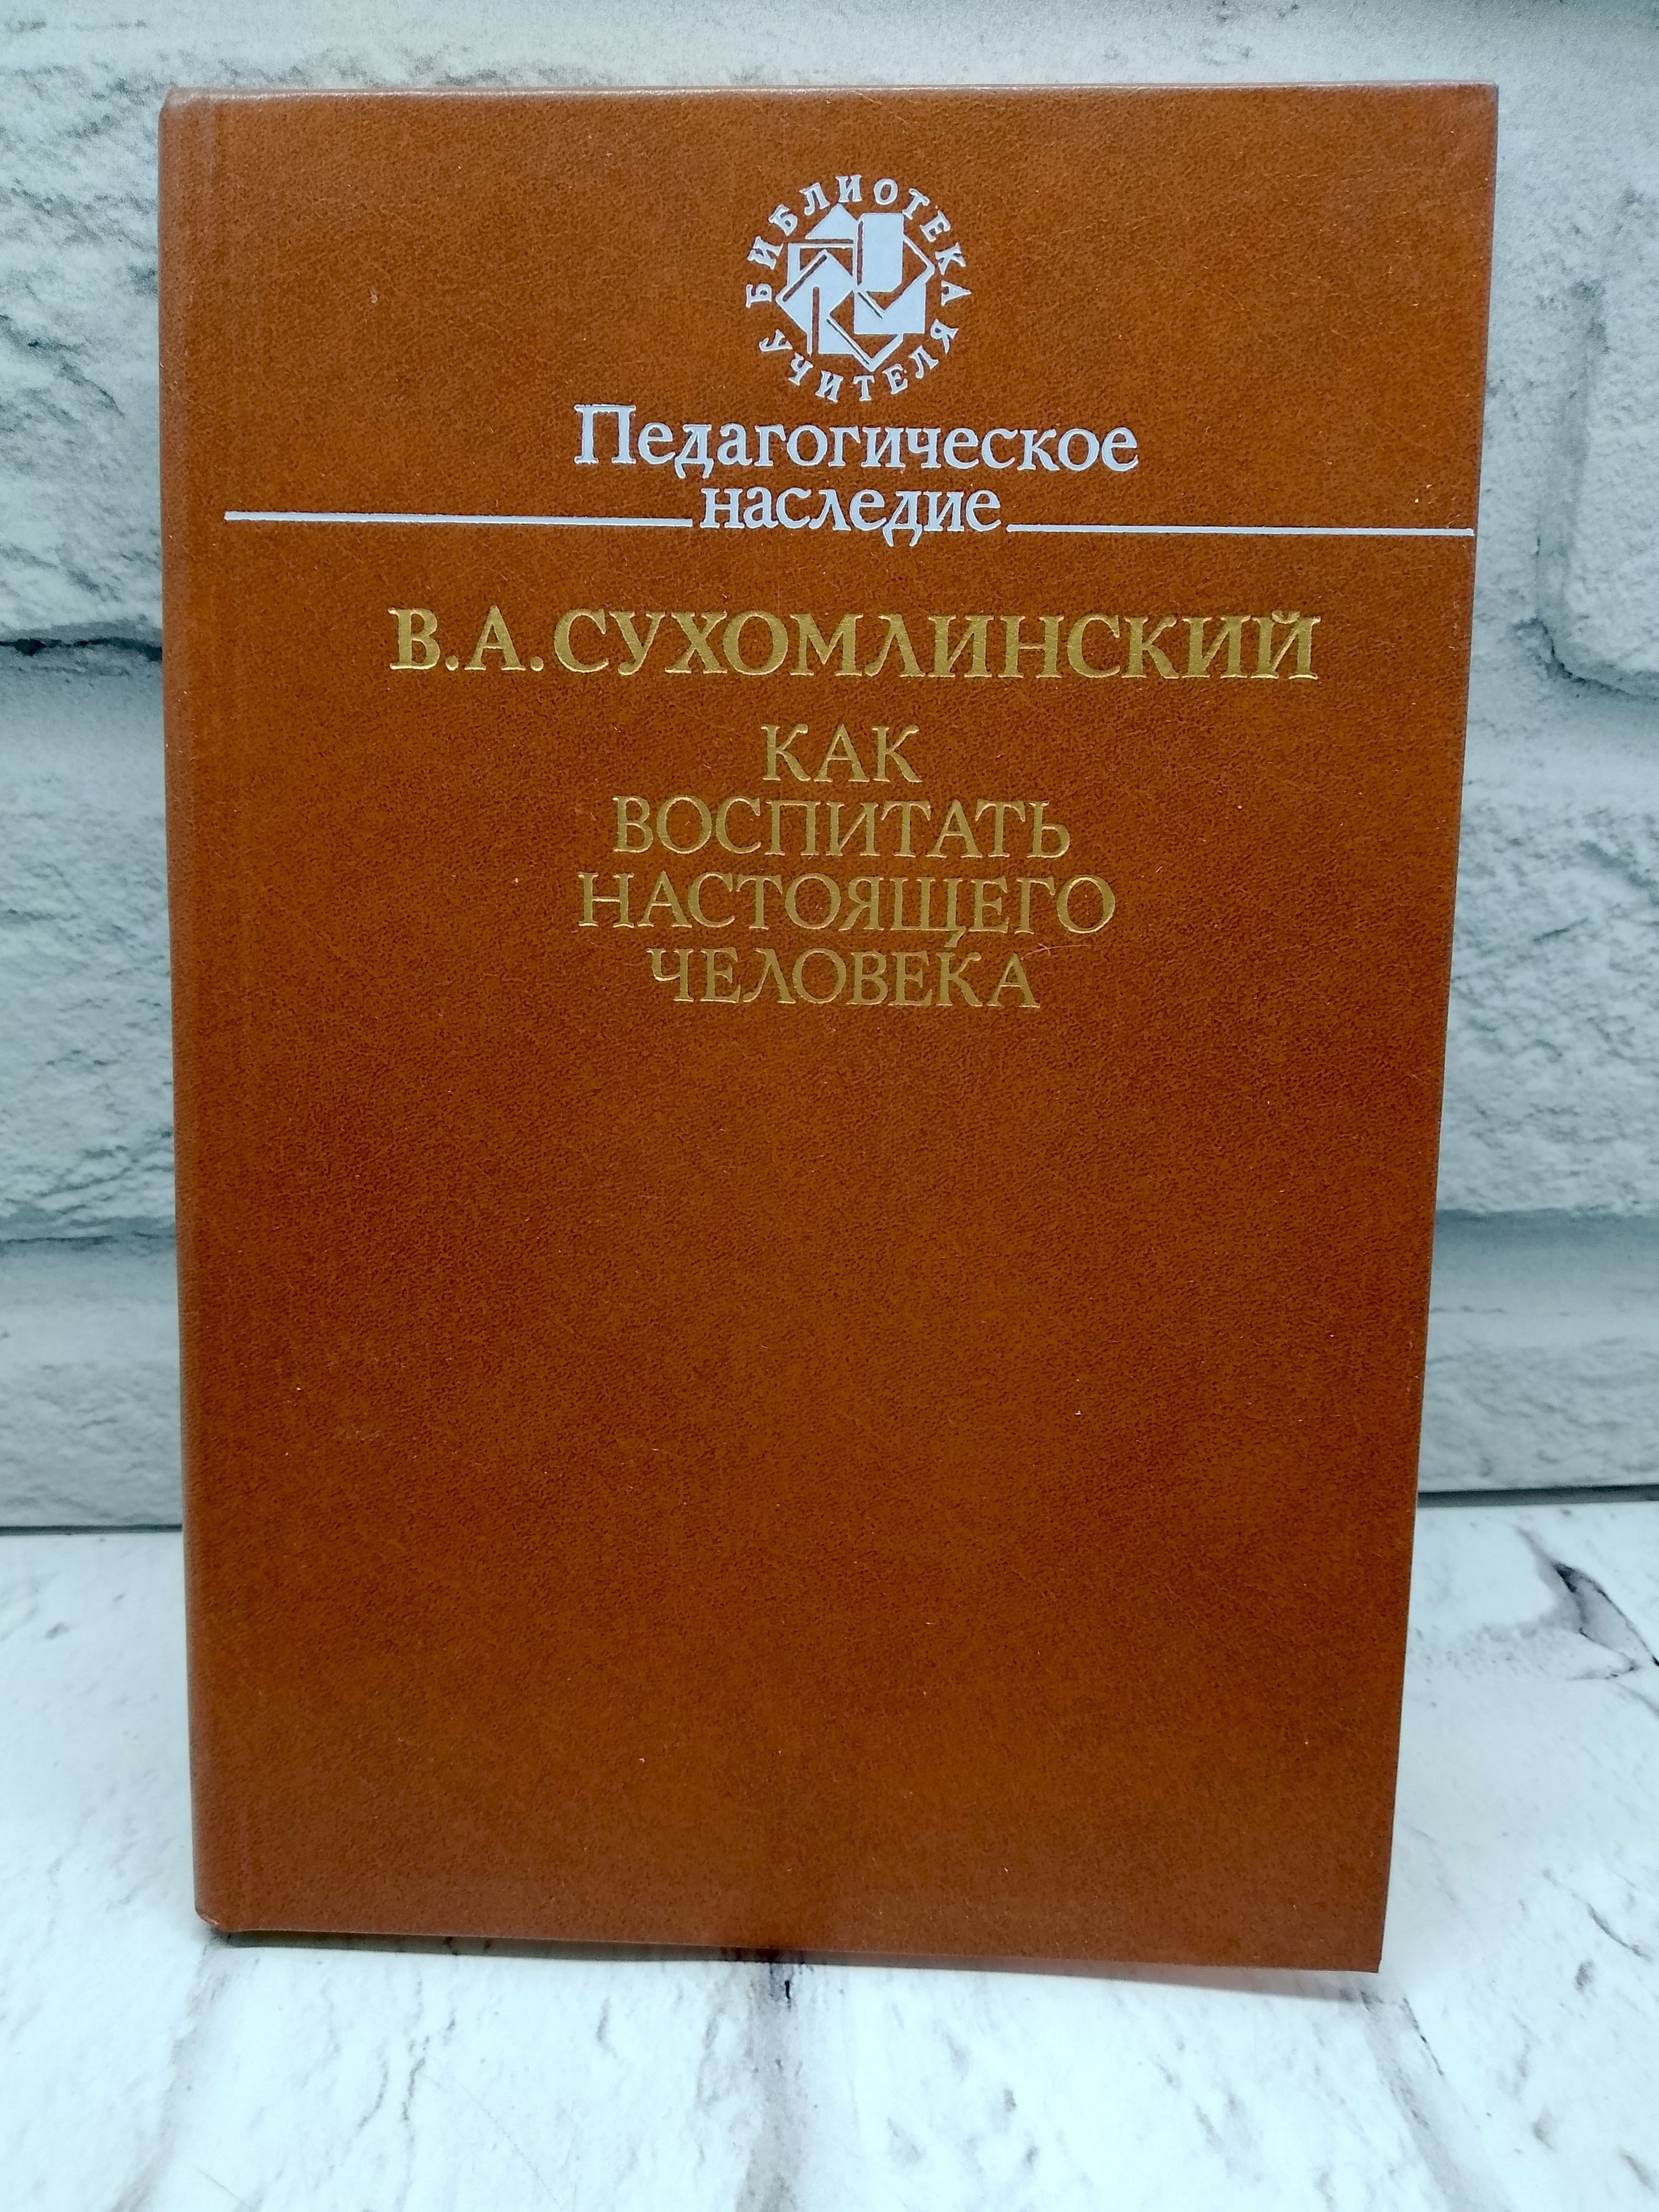 БИБЛИОТЕКА УЧИТЕЛЯ
Педагогическое
наследие
В.А.СУХОМЛИНСКИЙ
КАК
ВОСПИТАТЬ
НАСТОЯЩЕГО
ЧЕЛОВЕКА